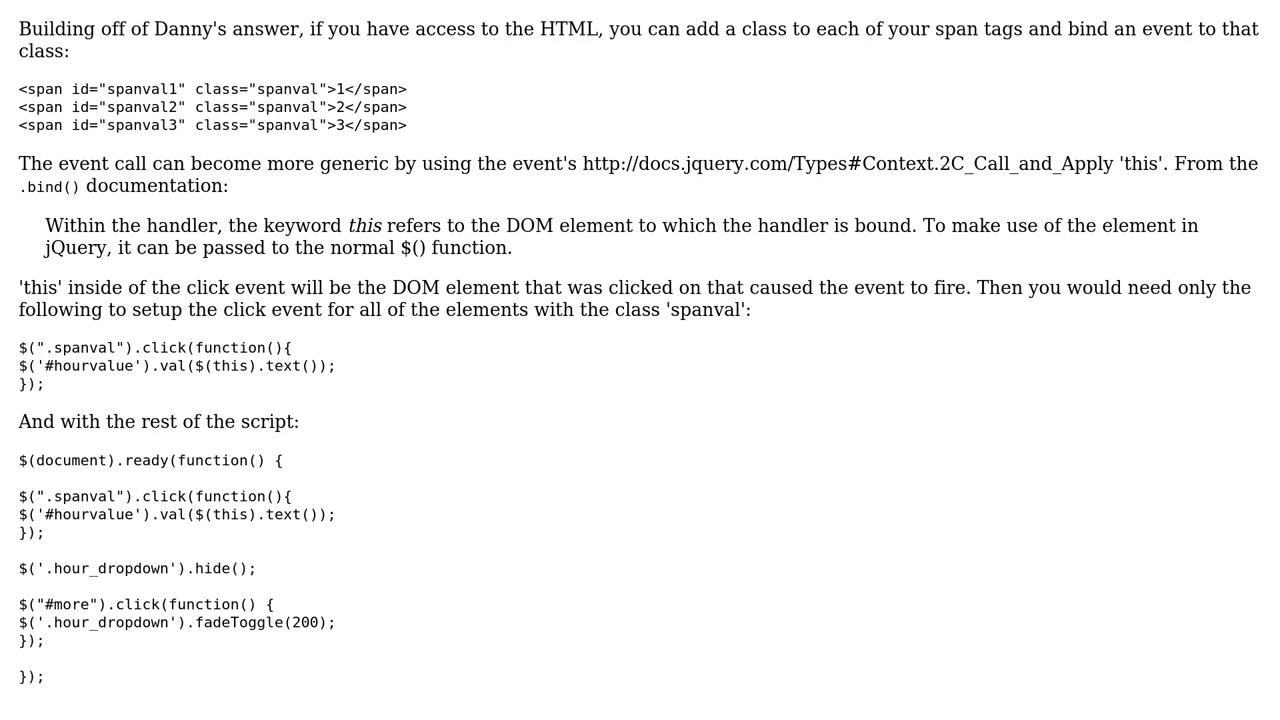 Building off of Danny's answer, if you have access to the HTML, you can add a class to each of your span tags and bind an event to that
class:
<span id="spanval1" class="spanval">1</span>
<span id="spanval2" class="spanval">2</span>
<span id="spanval3" class="spanval">3</span>
The event call can become more generic by using the event's http://docs.jquery.com/Types#Context.2C_Call_and_Apply 'this'. From the
.bind() documentation:
Within the handler, the keyword this refers to the DOM element to which the handler is bound. To make use of the element in
jQuery, it can be passed to the normal $() function.
'this' inside of the click event will be the DOM element that was clicked on that caused the event to fire. Then you would need only the
following to setup the click event for all of the elements with the class 'spanval':
$(".spanval").click(function(){
$('#hourvalue').val($(this).text());
});
And with the rest of the script:
$(document).ready(function() {
$(".spanval").click(function(){
$('#hourvalue').val($(this).text());
});
$('.hour_dropdown').hide();
$("#more").click(function() {
$('.hour_dropdown').fadeToggle(200);
});
});